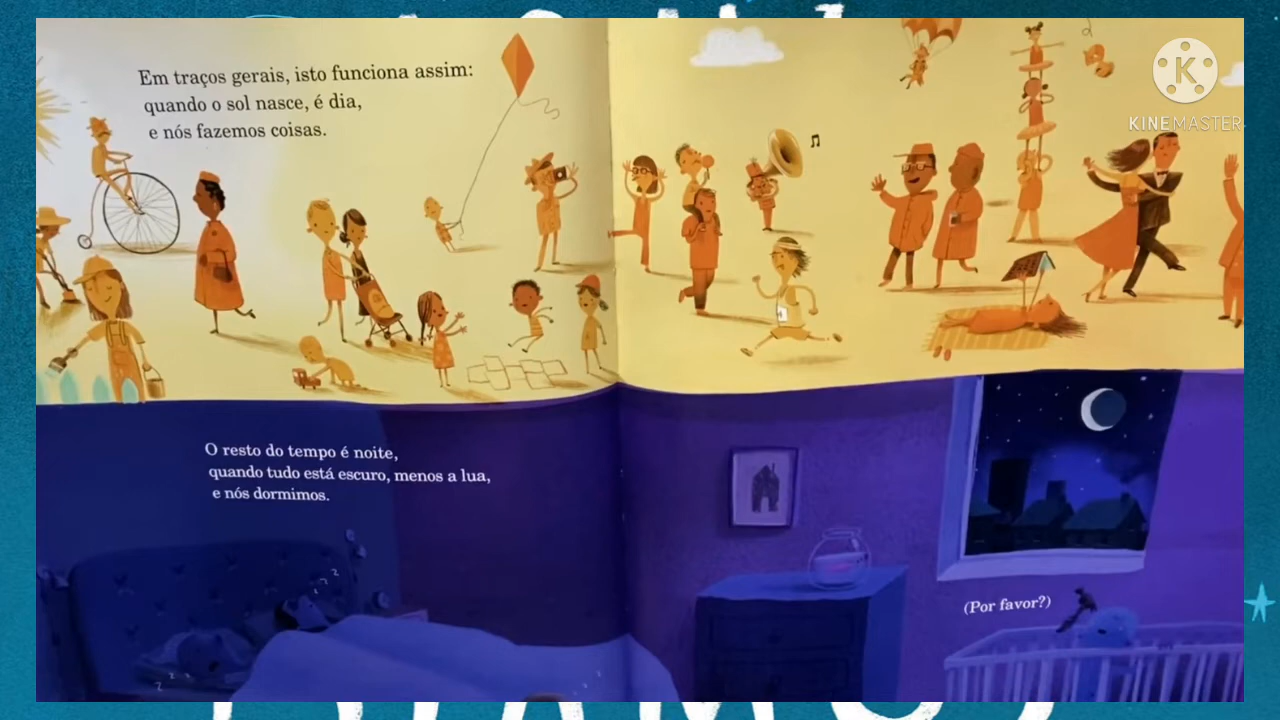 Em traços gerais, isto funciona assim:
quando o sol nasce, é dia,
e nós fazemos coisas.
K
KINEMASTER
O resto do tempo é noite,
quando tudo está escuro, menos a lua,
e nós dormimos.
z z z
(Por favor?)
z z z